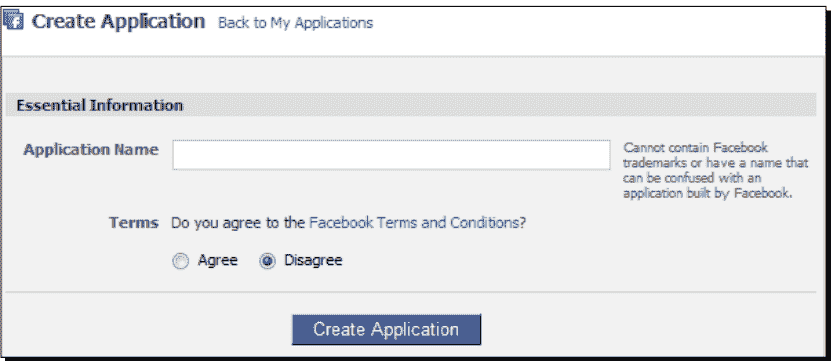 Create Application Back to My Applications
Essential Information
Application Name
Cannot contain Facebook
trademarks or have a name that
can be confused with an
application built by Facebook.
Terms Do you agree to the Facebook Terms and Conditions?
Agree Disagree
Create Application